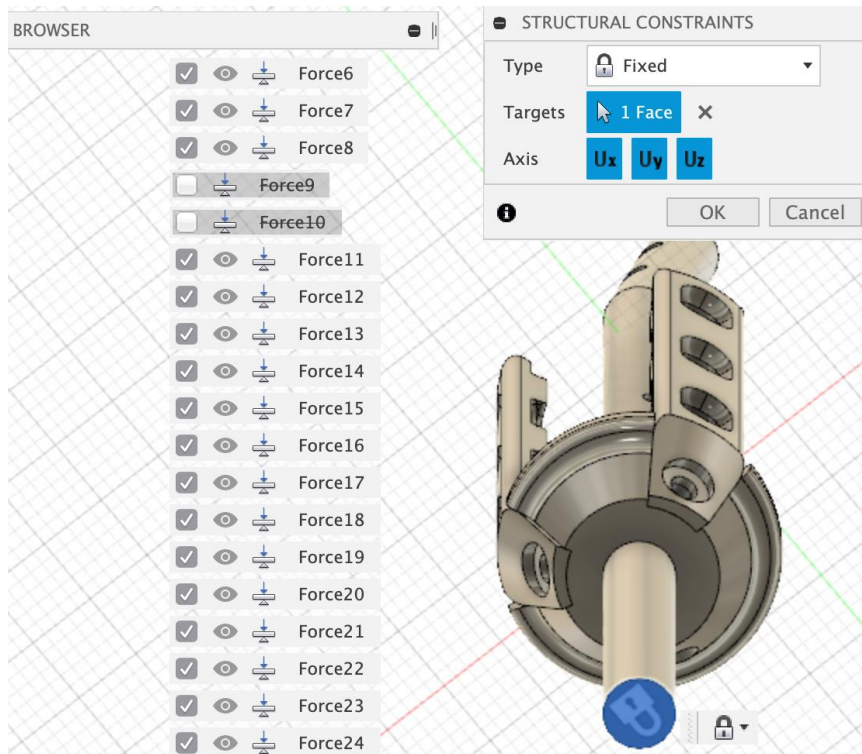 BROWSER
Force6
Force7
Force8
Force9
Force10
Force11
Force12
Force13
Force14
Force15
Force16
Force17
Force18
Force19
Force20
Force21
Force22
Force23
Force24
STRUCTURAL CONSTRAINTS
Type Fixed
Targets 1 Face
Axis Ux Uy Uz
OK Cancel